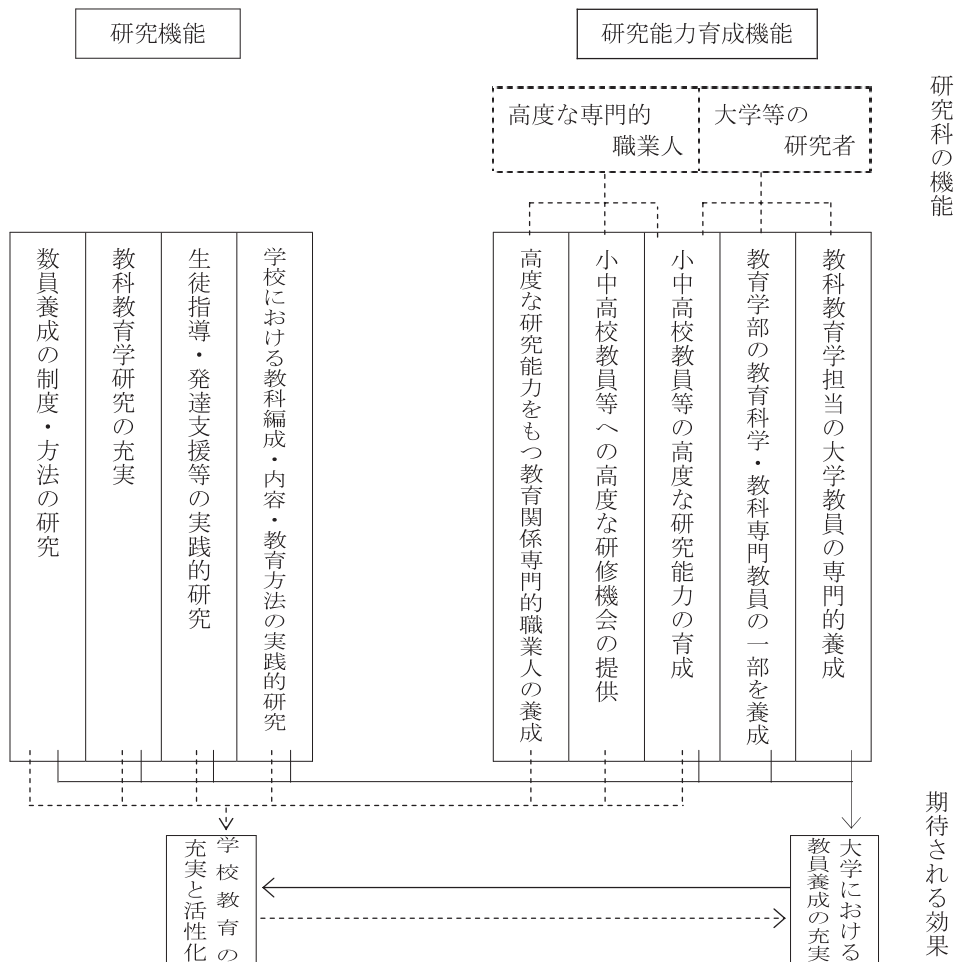 研究機能
研究能力育成機能
研究科の機能
高度な専門的
職業人
大学等の
研究者
教科教育学担当の大学教員の専門的養成
教育学部の教育科学・教科専門教員の一部を養成
小中高校教員等の高度な研究能力の育成
小中高校教員等への高度な研修機会の提供
高度な研究能力をもつ教育関係専門的職業人の養成
学校における教科編成・内容・教育方法の実践的研究
生徒指導・発達支援等の実践的研究
教科教育学研究の充実
数員養成の制度・方法の研究
期待される効果
大学における
教員養成の充実
学校教育の
充実と活性化